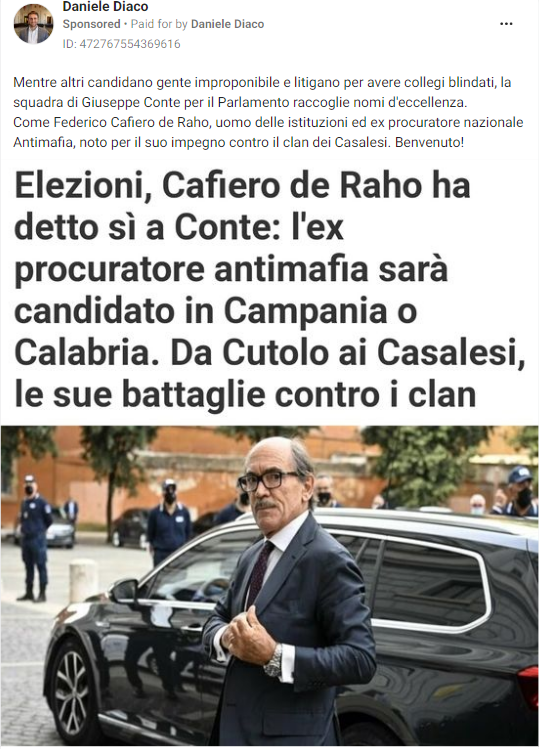 Daniele Diaco
Sponsored • Paid for by Daniele Diaco
ID: 472767554369616
Mentre altri candidano gente improponibile e litigano per avere collegi blindati, la
squadra di Giuseppe Conte per il Parlamento raccoglie nomi d'eccellenza.
Come Federico Cafiero de Raho, uomo delle istituzioni ed ex procuratore nazionale
Antimafia, noto per il suo impegno contro il clan dei Casalesi. Benvenuto!
Elezioni, Cafiero de Raho ha
detto sì a Conte: l'ex
procuratore antimafia sarà
candidato in Campania o
Calabria. Da Cutolo ai Casalesi,
le sue battaglie contro i clan